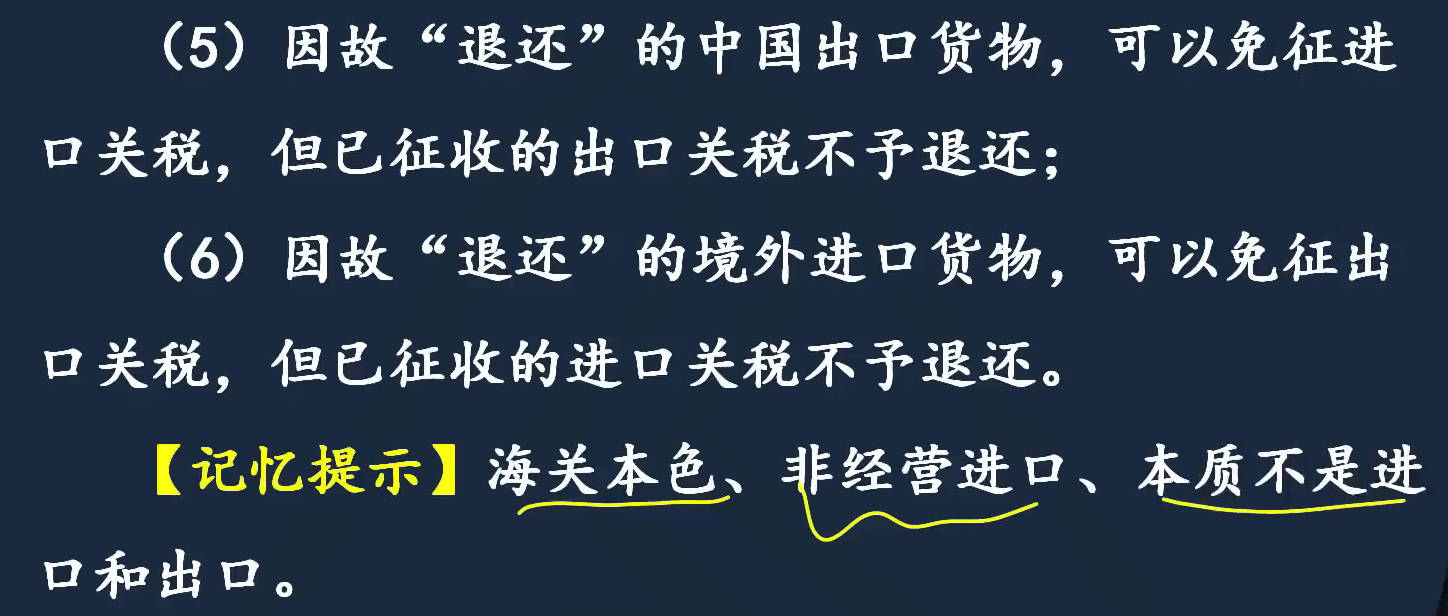 （5）因故“退还”的中国出口货物，可以免征进
口关税，但已征收的出口关税不予退还；
（6）因故“退还”的境外进口货物，可以免征出
口关税，但已征收的进口关税不予退还。
【记忆提示】海关本色、非经营进口、本质不是进
口和出口。